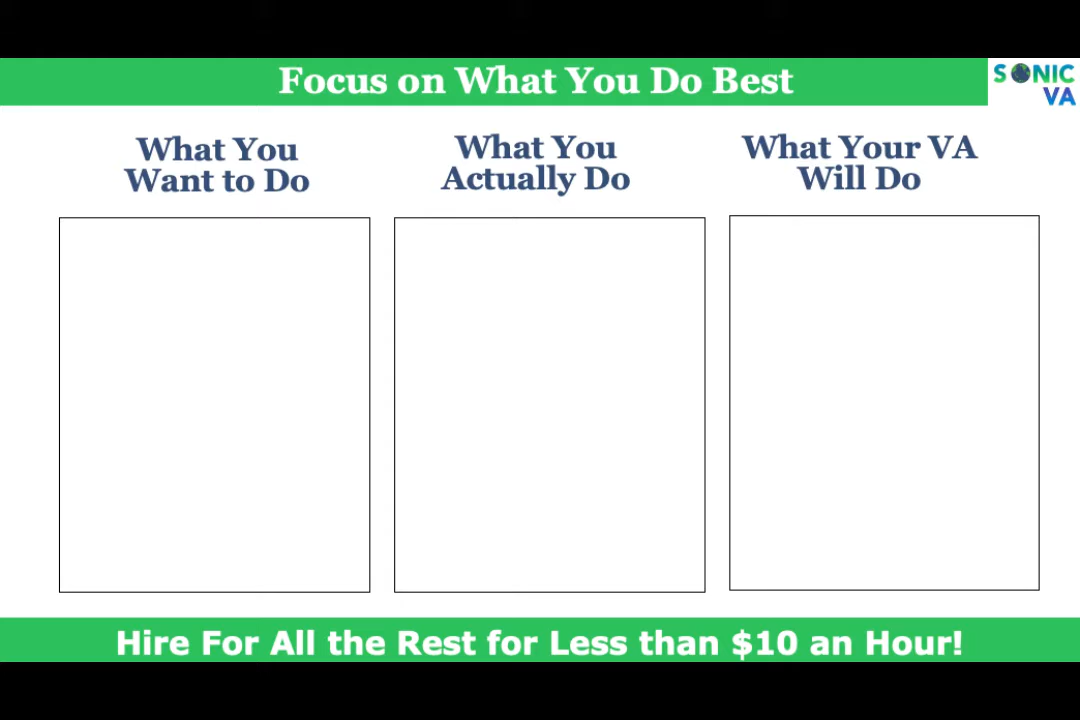 Focus on What You Do Best
SONIC
VA
What You
Want to Do
What You
Actually Do
What Your VA
Will Do
Hire For All the Rest for Less than $10 an Hour!